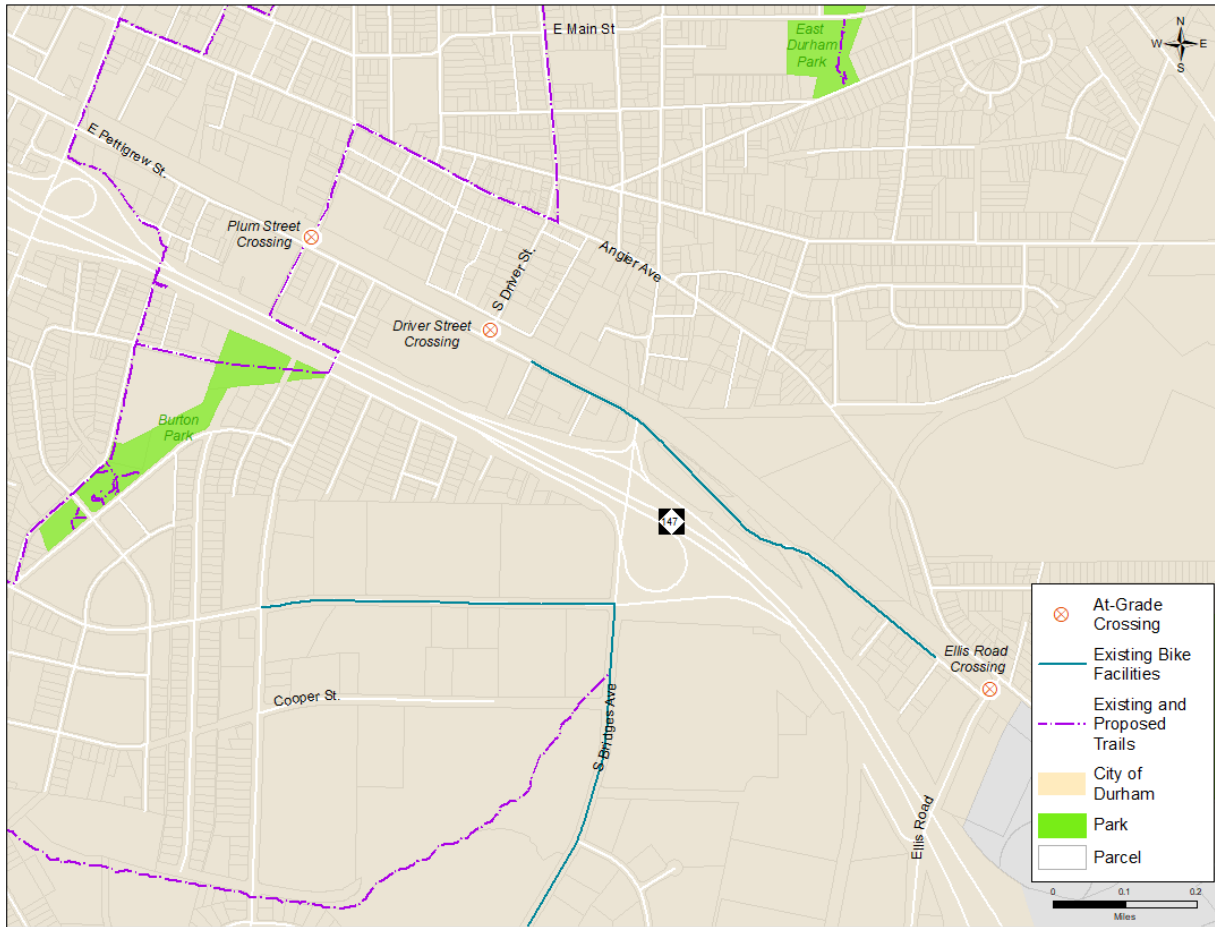 E Main St
East
Durham
Park
N
W E
S
E Pettigrew St.
Plum Street
Crossing
S Driver St.
Angier Ave
Driver Street
Crossing
Burton
Park
147
Ellis Road
Crossing
Cooper St.
S Bridges Ave
Ellis Road
At-Grade
Crossing
Existing Bike
Facilities
Existing and
Proposed
Trails
City of
Durham
Park
Parcel
0 0.1 0.2
Miles